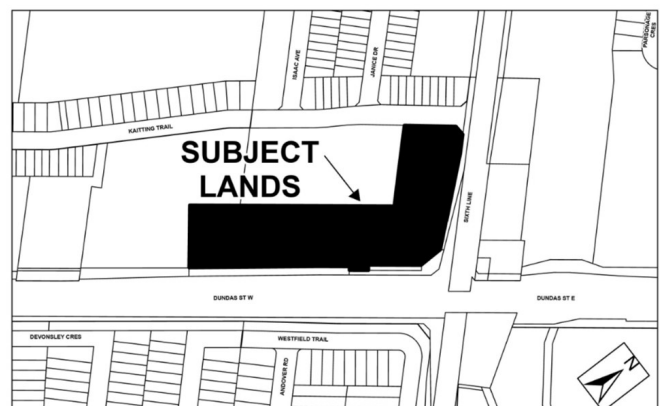 PARSONAGE
CRES
ISAAC AVE
JANICE DR
KAITTING TRAIL
SUBJECT
LANDS
SIXTH LINE
DUNDAS ST W
DUNDAS ST E
DEVONSLEY CRES
WESTFIELD TRAIL
ANDOVER RD
N